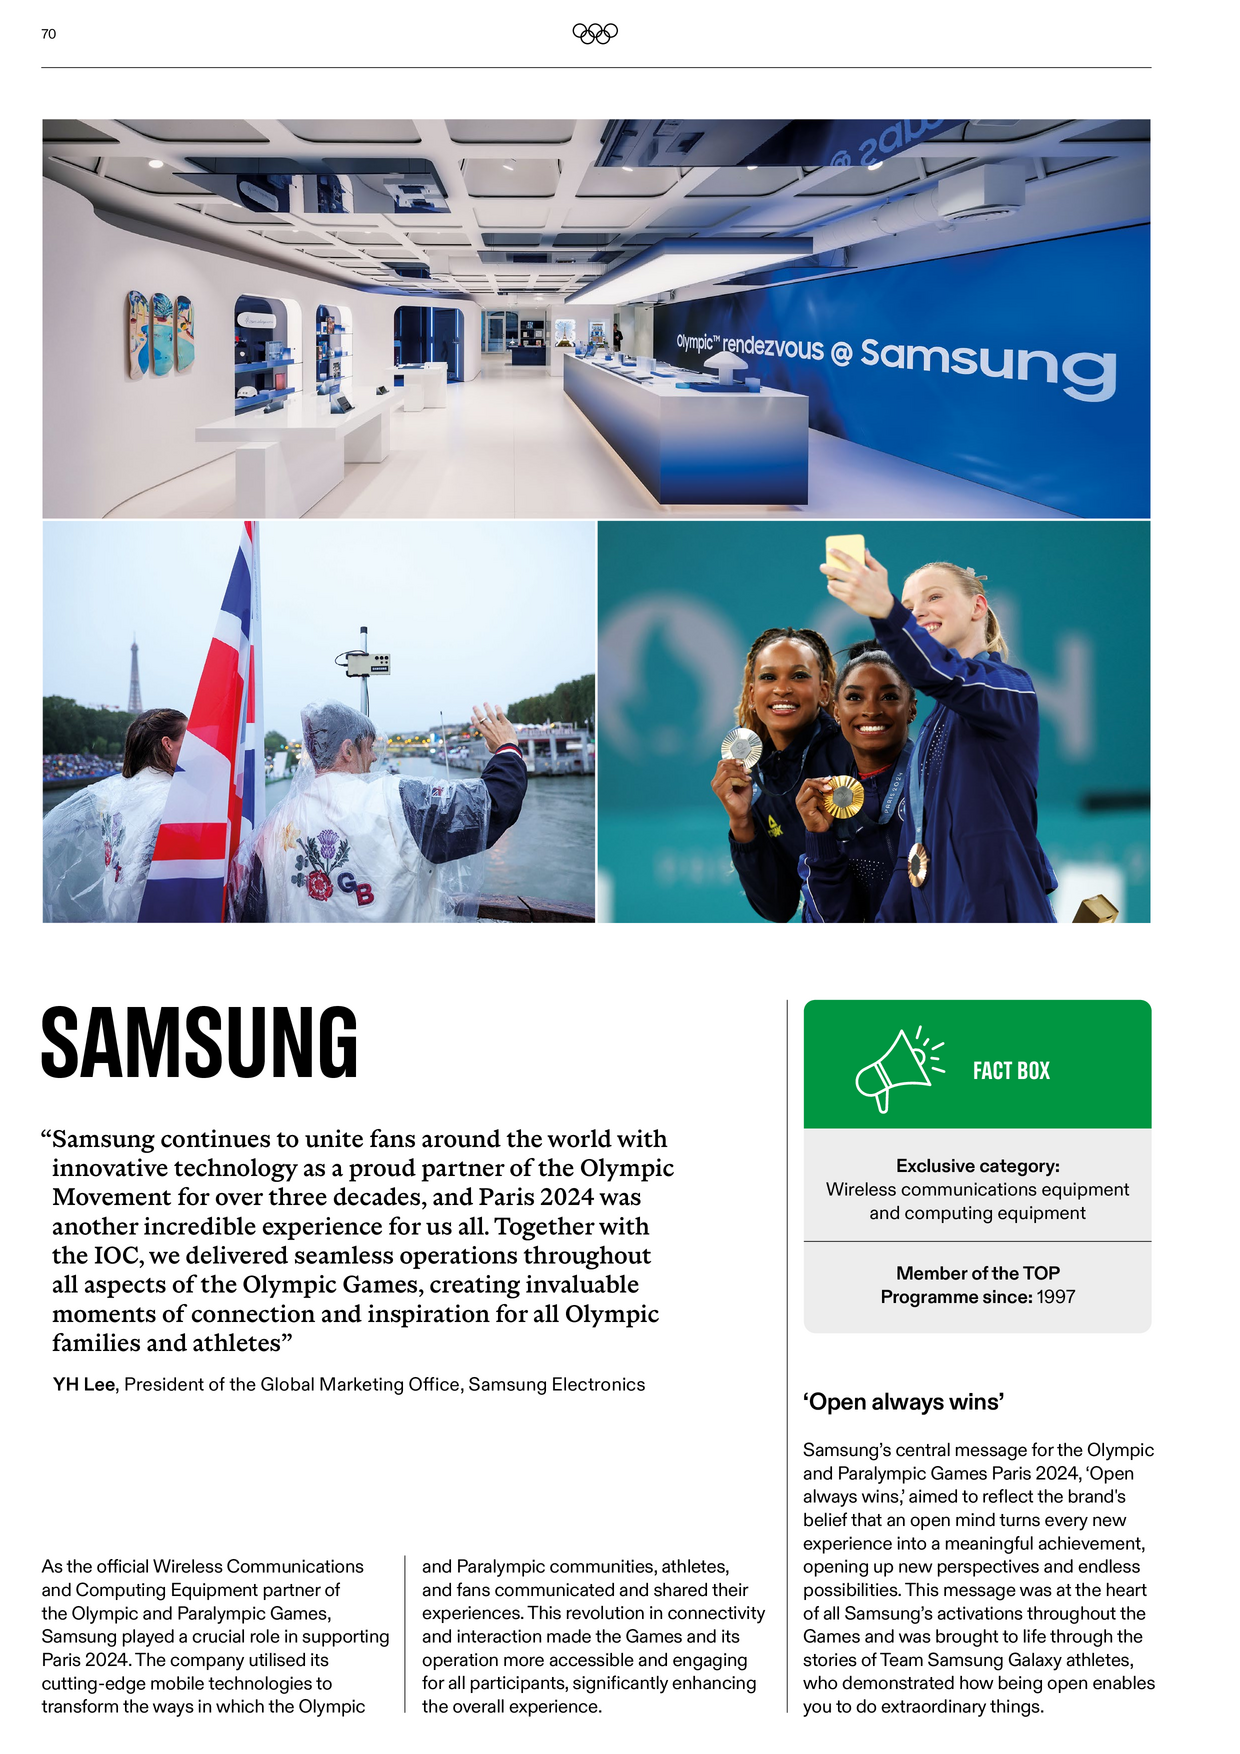 70
@ Sams
Olympic™ rendezvous @ Samsung
GB
PARIS 2024
SAMSUNG
“Samsung continues to unite fans around the world with
innovative technology as a proud partner of the Olympic
Movement for over three decades, and Paris 2024 was
another incredible experience for us all. Together with
the IOC, we delivered seamless operations throughout
all aspects of the Olympic Games, creating invaluable
moments of connection and inspiration for all Olympic
families and athletes”
YH Lee, President of the Global Marketing Office, Samsung Electronics
As the official Wireless Communications
and Computing Equipment partner of
the Olympic and Paralympic Games,
Samsung played a crucial role in supporting
Paris 2024. The company utilised its
cutting-edge mobile technologies to
transform the ways in which the Olympic
and Paralympic communities, athletes,
and fans communicated and shared their
experiences. This revolution in connectivity
and interaction made the Games and its
operation more accessible and engaging
for all participants, significantly enhancing
the overall experience.
FACT BOX
Exclusive category:
Wireless communications equipment
and computing equipment
Member of the TOP
Programme since: 1997
‘Open always wins’
Samsung’s central message for the Olympic
and Paralympic Games Paris 2024, ‘Open
always wins,’ aimed to reflect the brand's
belief that an open mind turns every new
experience into a meaningful achievement,
opening up new perspectives and endless
possibilities. This message was at the heart
of all Samsung’s activations throughout the
Games and was brought to life through the
stories of Team Samsung Galaxy athletes,
who demonstrated how being open enables
you to do extraordinary things.